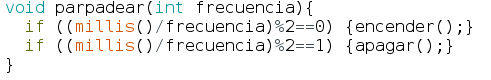 void parpadear(int frecuencia){
  if ((millis()/frecuencia)%2==0) {encender();}
  if ((millis()/frecuencia)%2==1) {apagar();}
}